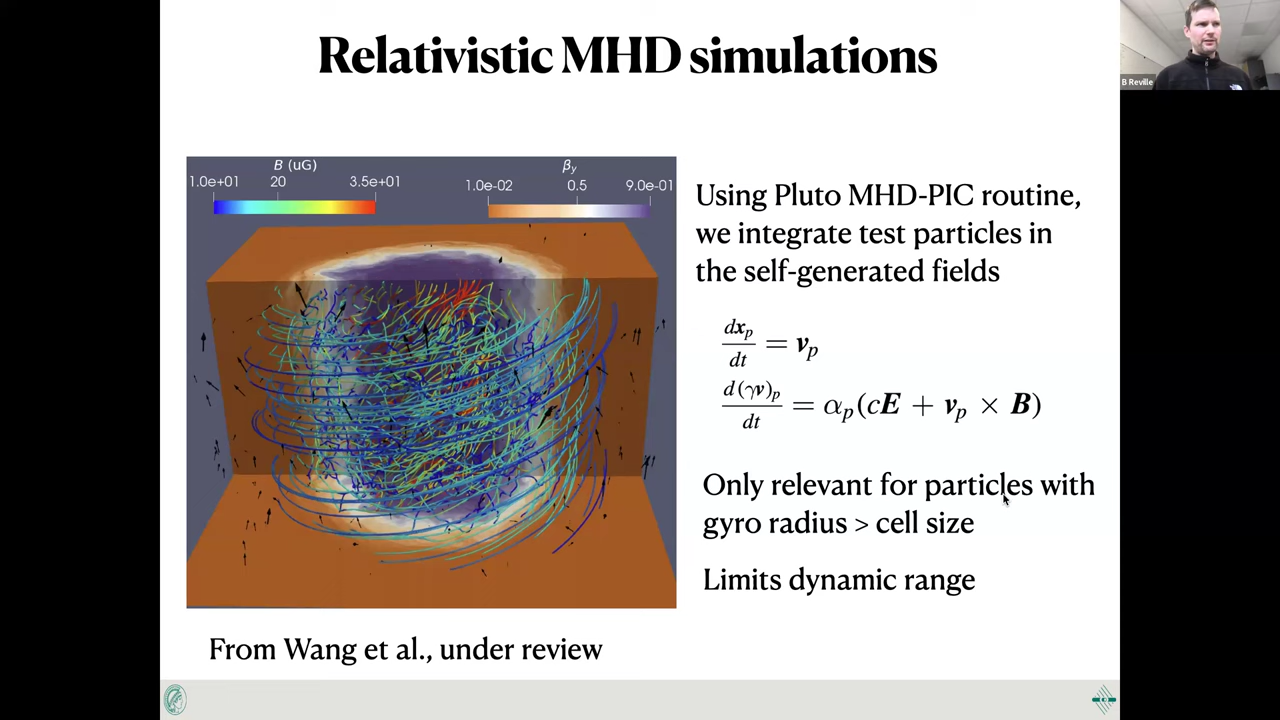 Relativistic MHD simulations
B Reville
B (uG)
1.0e+01 20 3.5e+01
βy
1.0e-02 0.5 9.0e-01
Using Pluto MHD-PIC routine,
we integrate test particles in
the self-generated fields
dxₚ/dt = vₚ
d(γv)ₚ/dt = αₚ(cE + vₚ × B)
Only relevant for particles with
gyro radius > cell size
Limits dynamic range
From Wang et al., under review